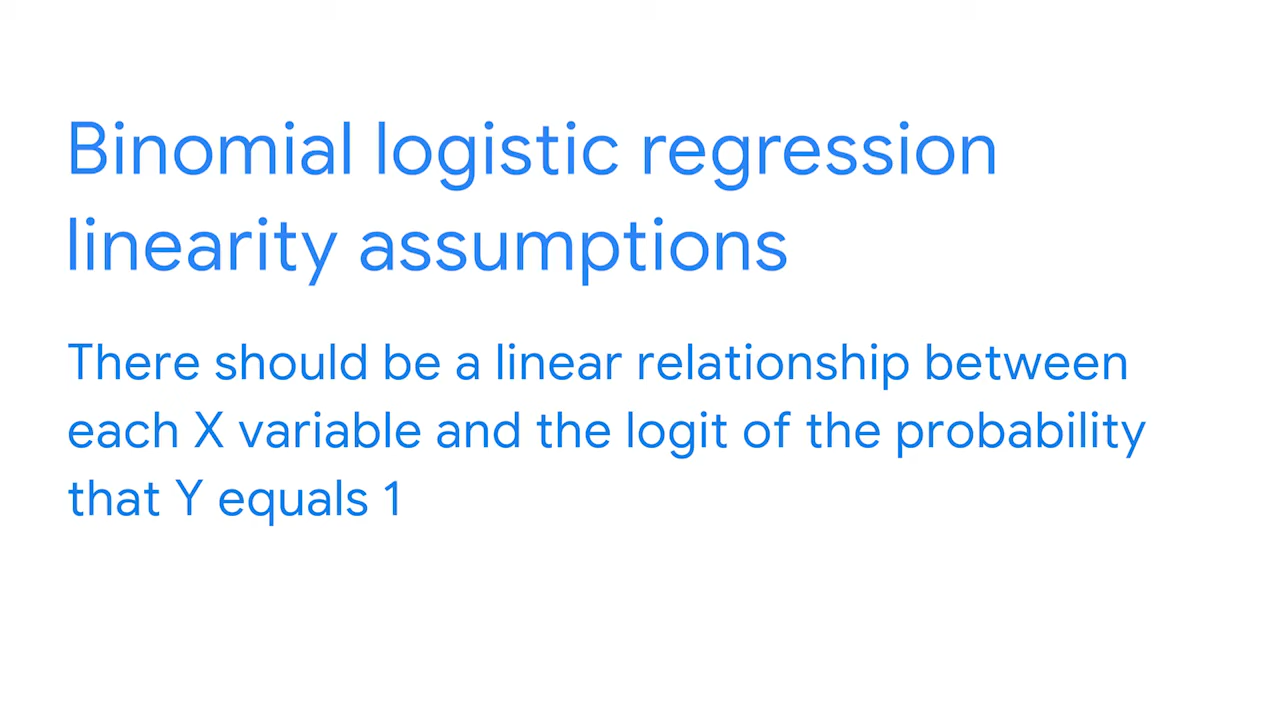 Binomial logistic regression
linearity assumptions
There should be a linear relationship between
each X variable and the logit of the probability
that Y equals 1